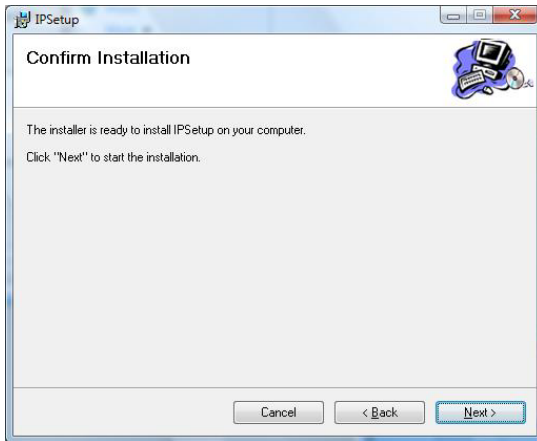 IPSetup
Confirm Installation
The installer is ready to install IPSetup on your computer.
Click "Next" to start the installation.
Cancel
< Back
Next >